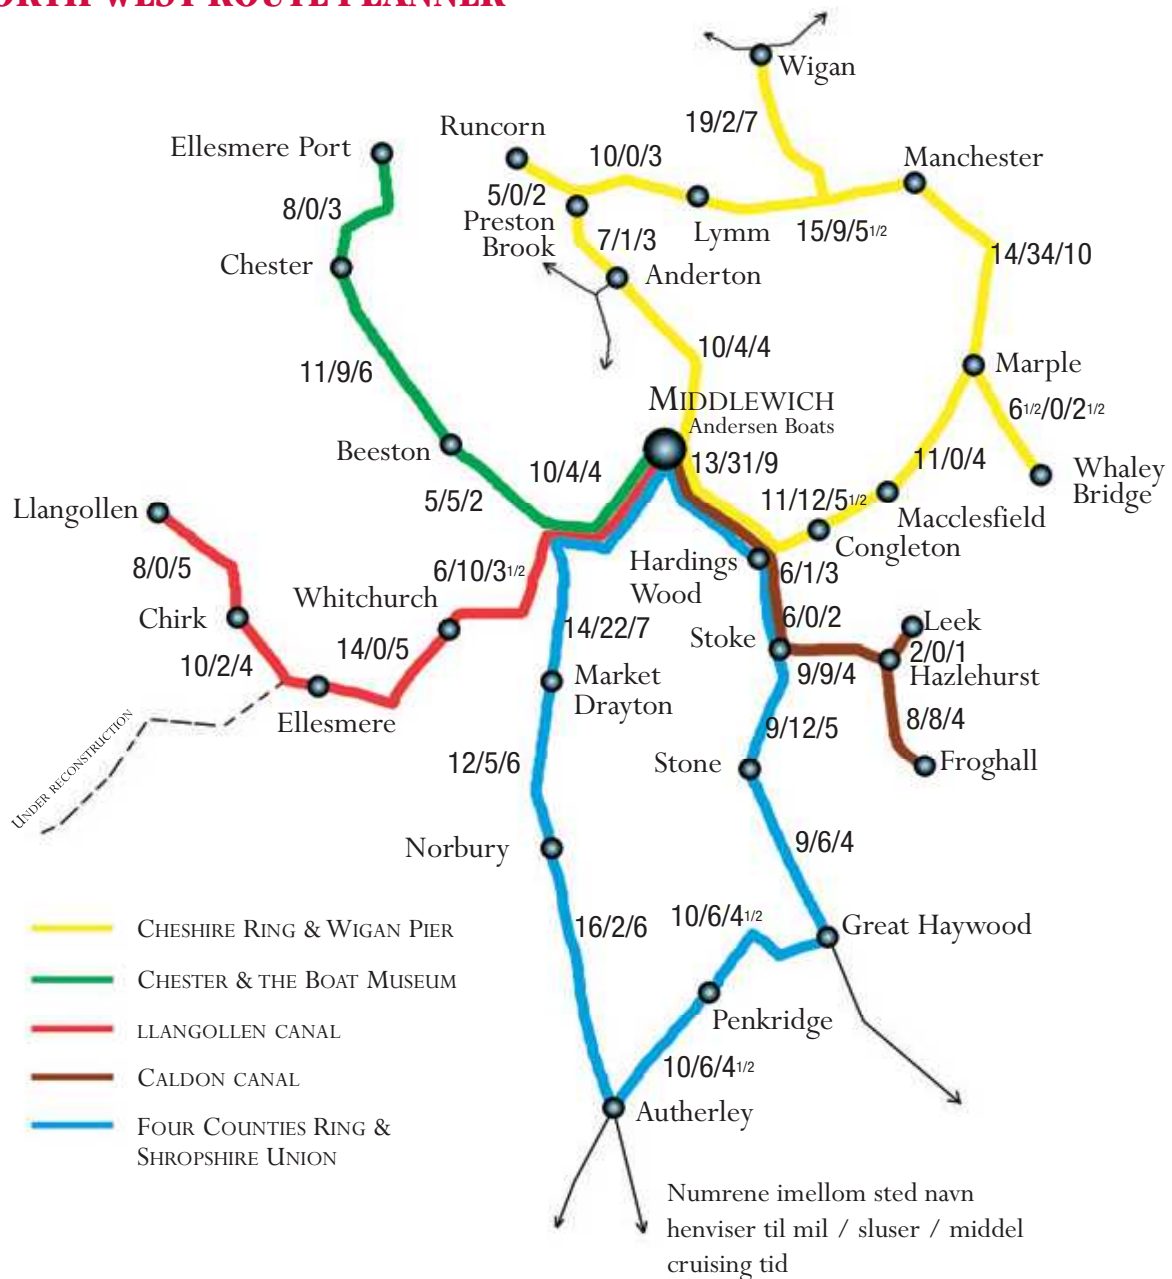 NORTH WEST ROUTE PLANNER
Wigan
19/2/7
Runcorn
Ellesmere Port
10/0/3
Manchester
5/0/2
8/0/3
Preston
Brook
Lymm
15/9/51/2
7/1/3
14/34/10
Chester
Anderton
10/4/4
Marple
11/9/6
MIDDLEWICH
Andersen Boats
61/2/0/21/2
Beeston
13/31/9
11/0/4
10/4/4
Whaley
Bridge
5/5/2
11/12/51/2
Macclesfield
Llangollen
Congleton
8/0/5
6/10/31/2
Hardings
Wood
6/1/3
Whitchurch
Chirk
14/22/7
6/0/2
Leek
Stoke
2/0/1
14/0/5
10/2/4
9/9/4
Hazlehurst
Market
Drayton
Ellesmere
8/8/4
9/12/5
UNDER RECONSTRUCTION
12/5/6
Stone
Froghall
Norbury
9/6/4
16/2/6
10/6/41/2
Great Haywood
Penkridge
10/6/41/2
Autherley
CHESHIRE RING & WIGAN PIER
CHESTER & THE BOAT MUSEUM
LLANGOLLEN CANAL
CALDON CANAL
FOUR COUNTIES RING &
SHROPSHIRE UNION
Numrene imellom sted navn
henviser til mil / sluser / middel
cruising tid